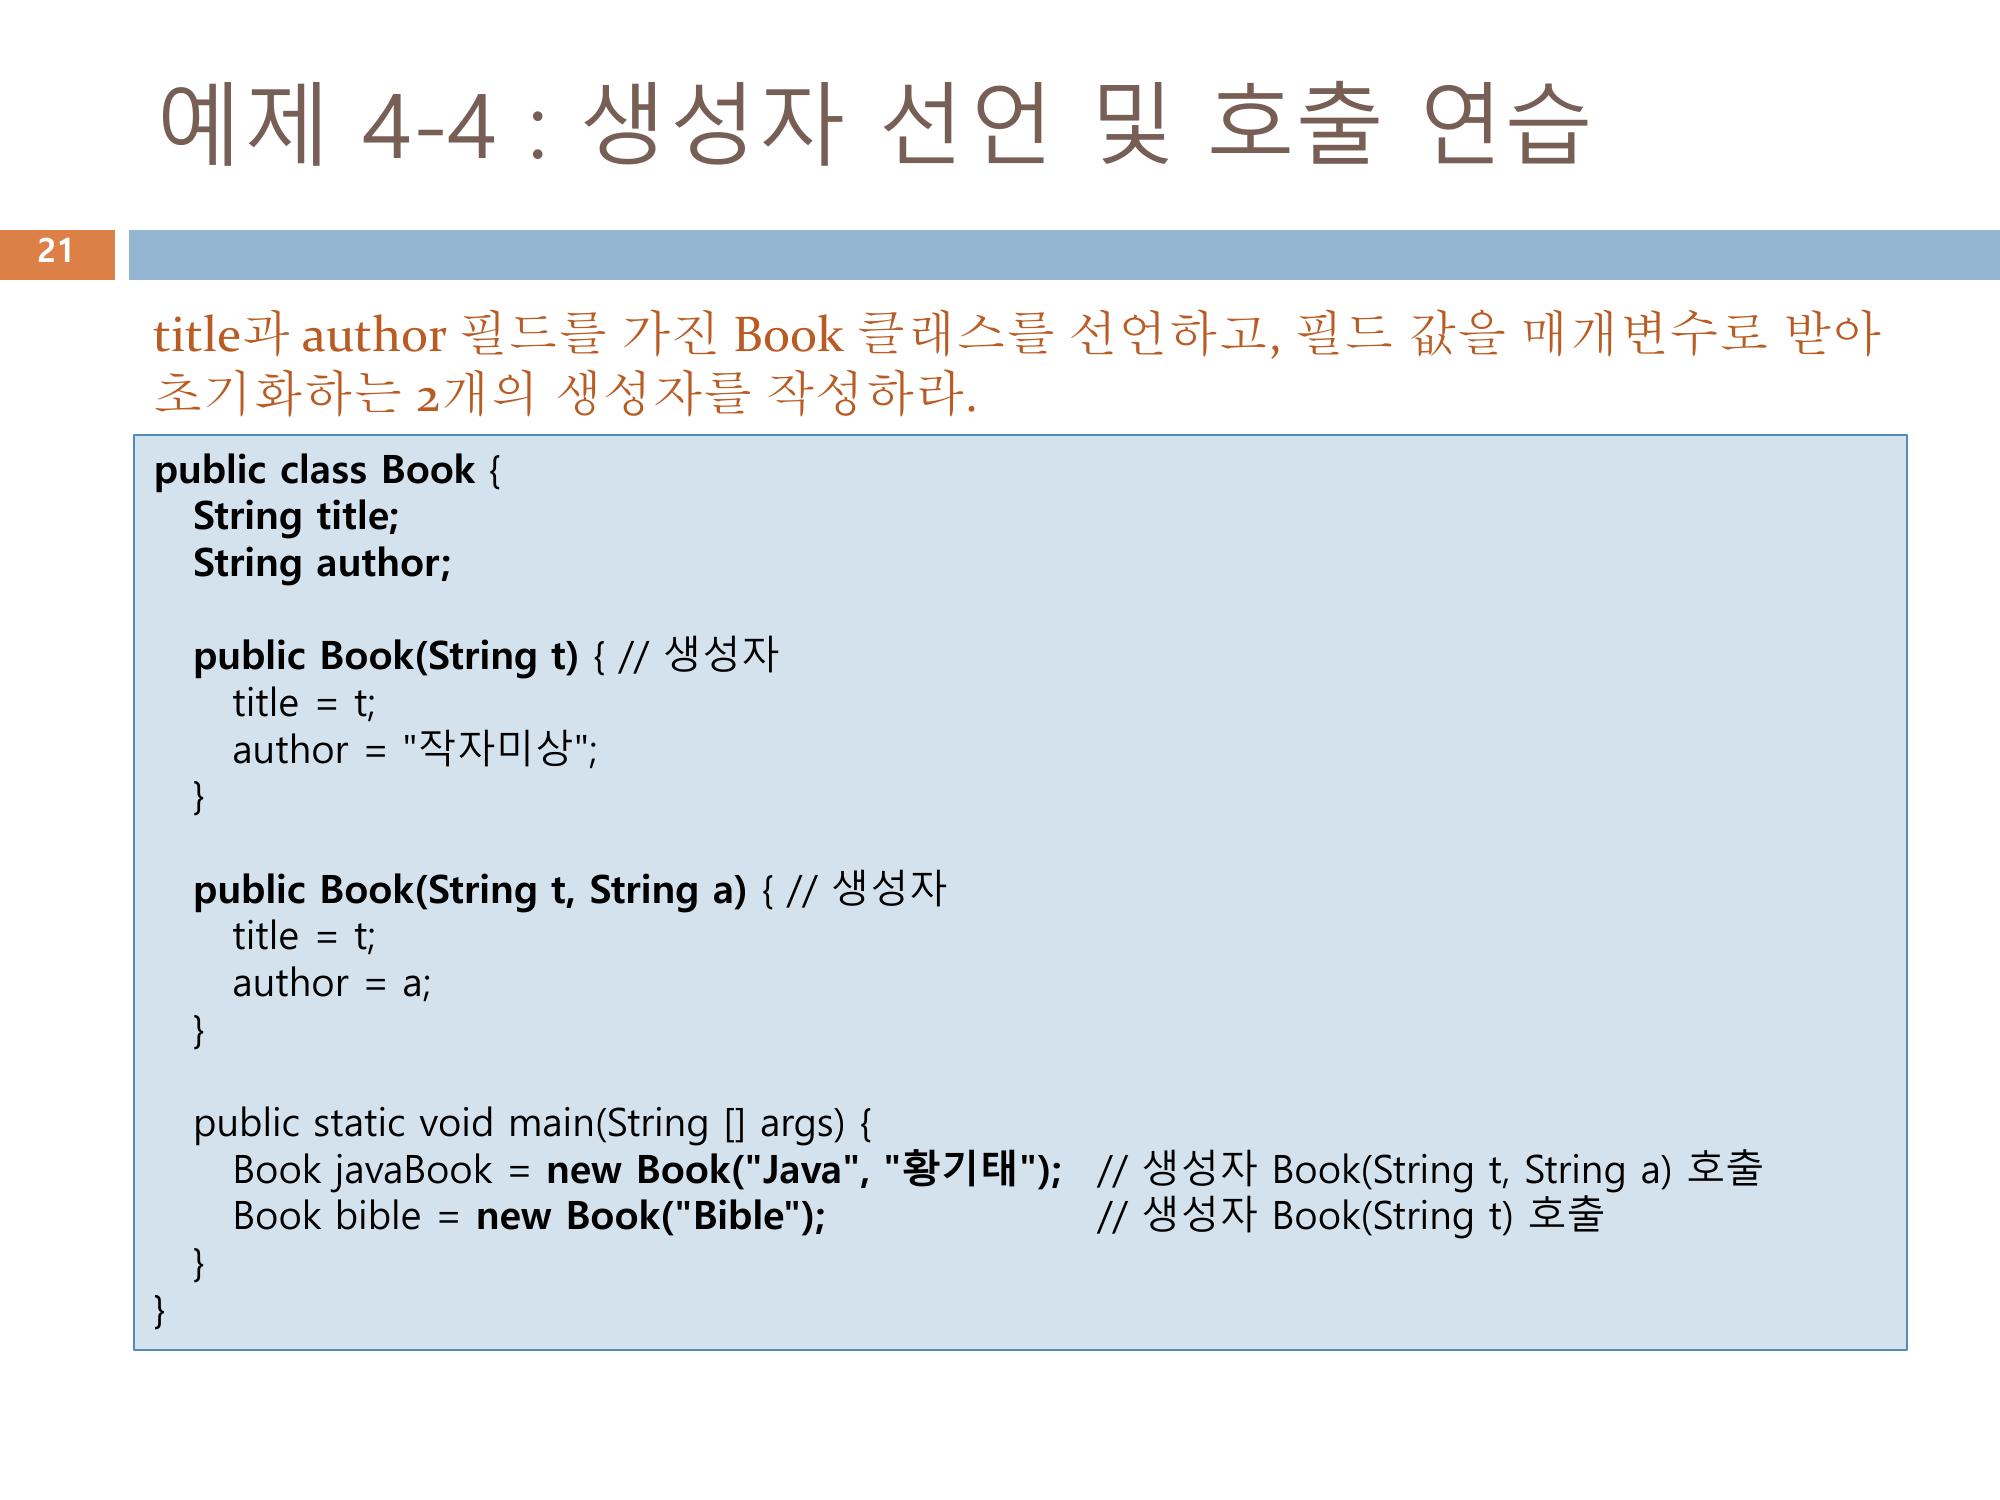 예제 4-4 : 생성자 선언 및 호출 연습
21
title과 author 필드를 가진 Book 클래스를 선언하고, 필드 값을 매개변수로 받아
초기화하는 2개의 생성자를 작성하라.
public class Book {
String title;
String author;
public Book(String t) { // 생성자
title = t;
author = "작자미상";
}
public Book(String t, String a) { // 생성자
title = t;
author = a;
}
public static void main(String [] args) {
Book javaBook = new Book("Java", "황기태"); // 생성자 Book(String t, String a) 호출
Book bible = new Book("Bible"); // 생성자 Book(String t) 호출
}
}